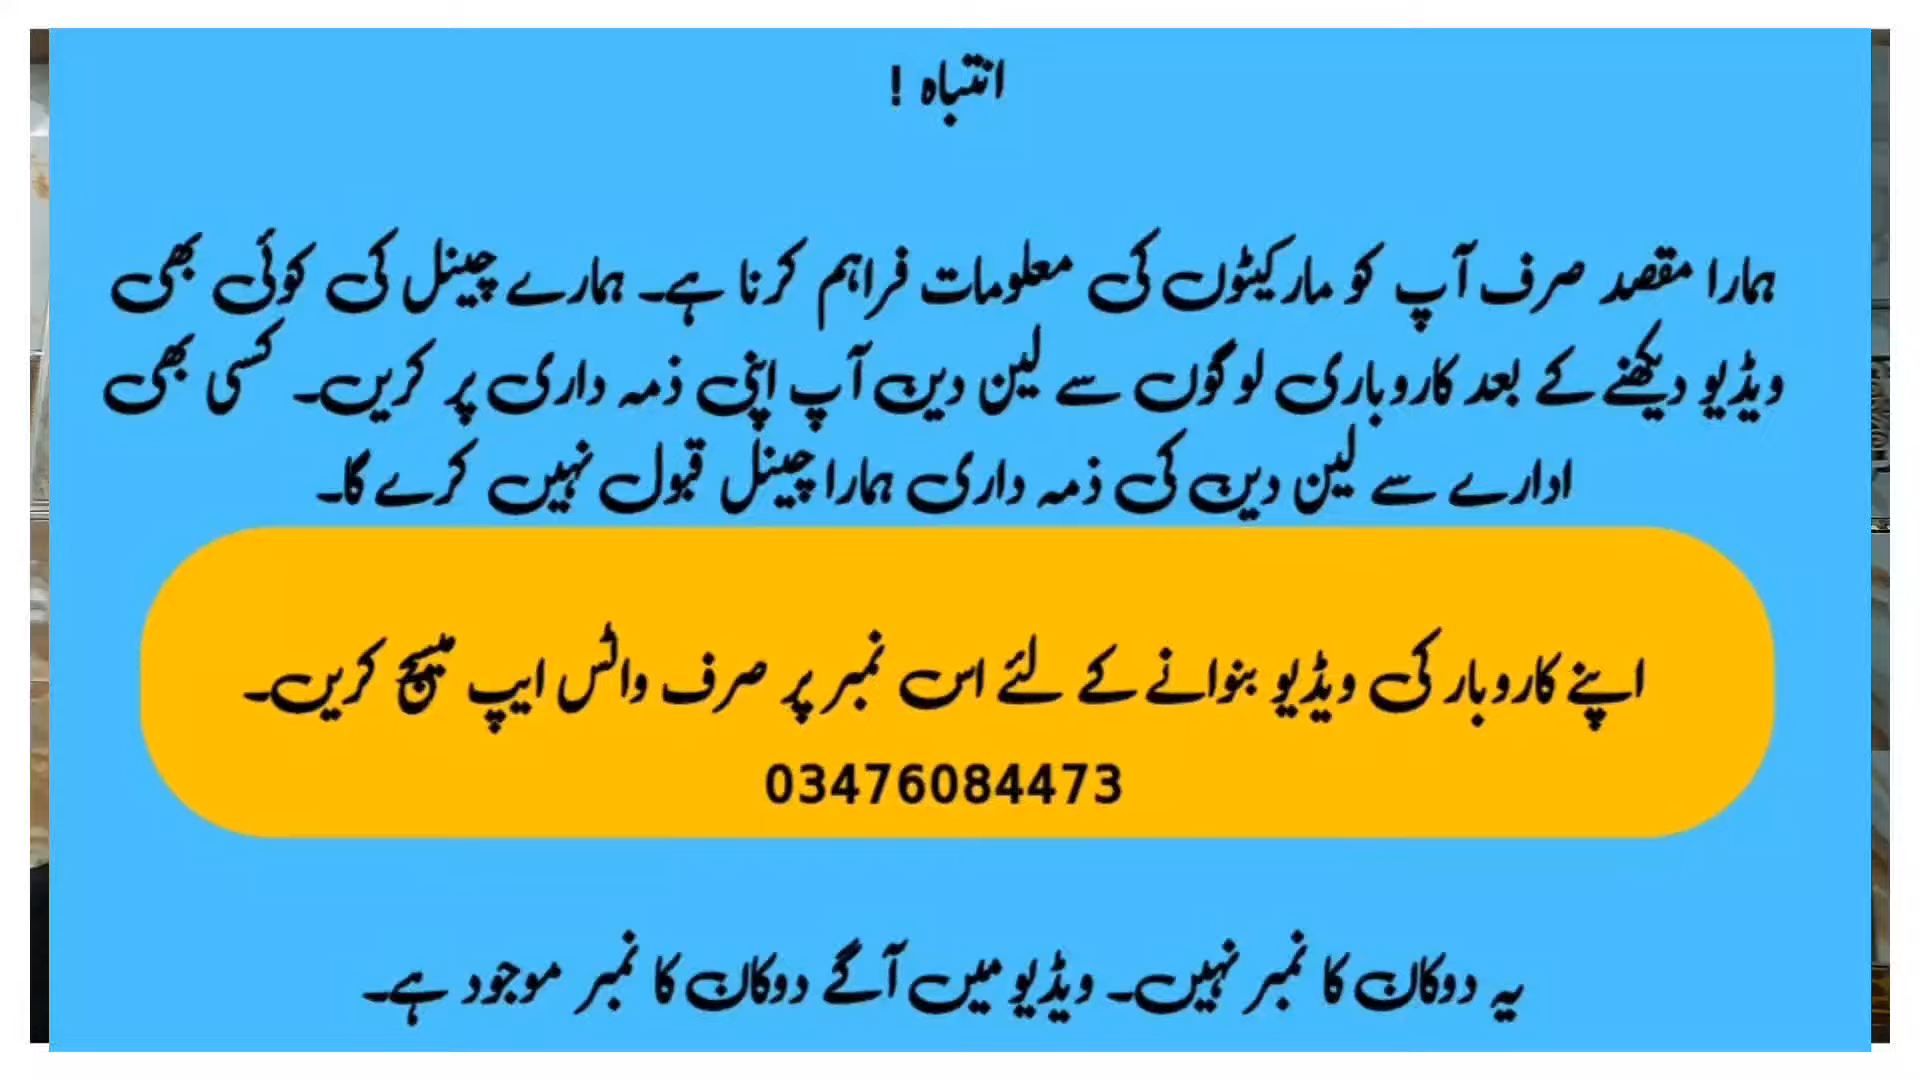 انتباہ !
ہمارا مقصد صرف آپ کو مارکیٹوں کی معلومات فراہم کرنا ہے۔ ہمارے چینل کی کوئی بھی
ویڈیو دیکھنے کے بعد کاروباری لوگوں سے لین دین آپ اپنی ذمہ داری پر کریں۔ کسی بھی
ادارے سے لین دین کی ذمہ داری ہمارا چینل قبول نہیں کرے گا۔
اپنے کاروبار کی ویڈیو بنوانے کے لئے اس نمبر پر صرف واٹس ایپ میسج کریں۔
03476084473
یہ دوکان کا نمبر نہیں۔ ویڈیو میں آگے دوکان کا نمبر موجود ہے۔